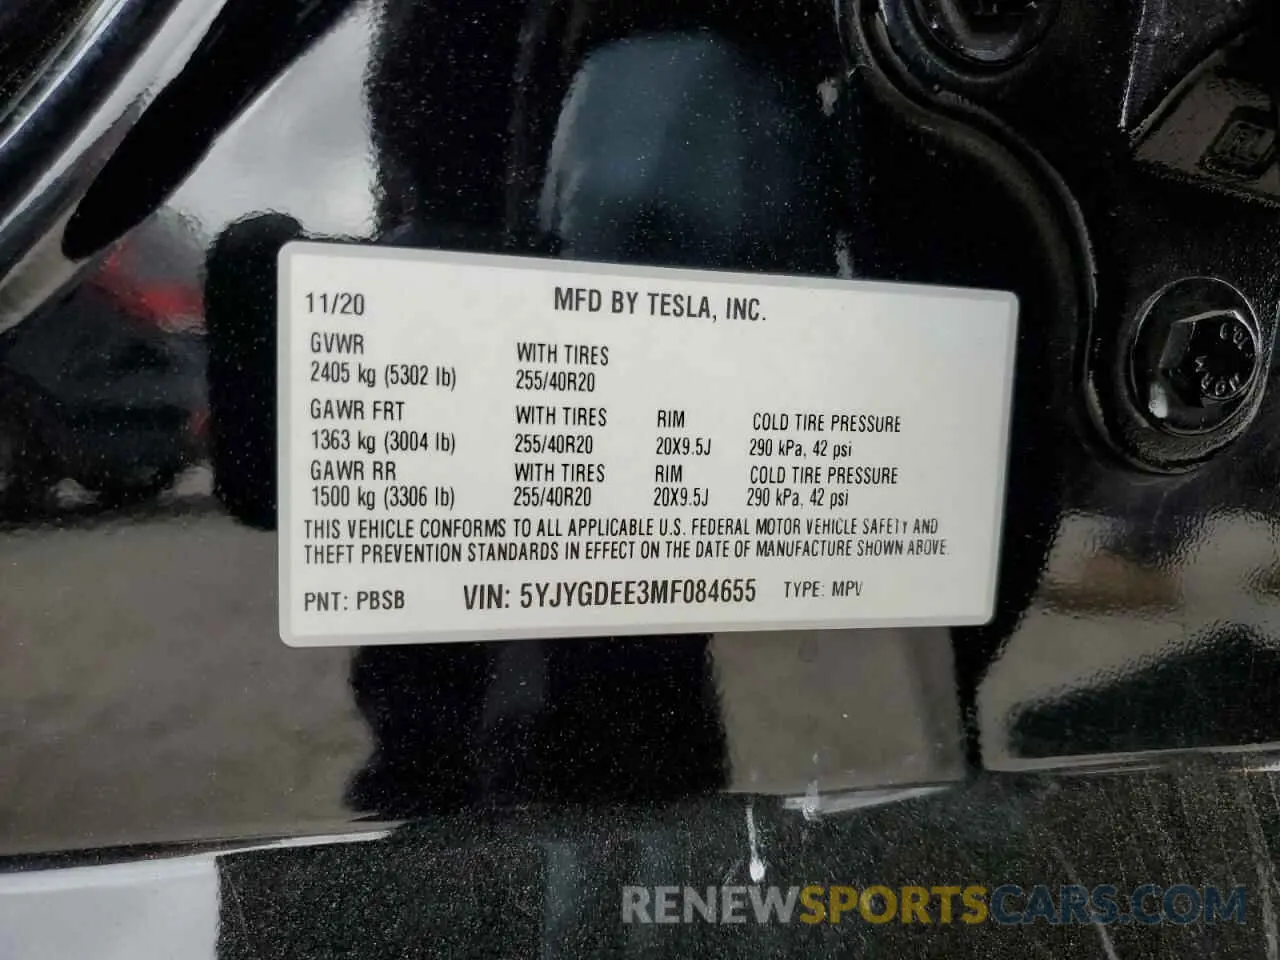 11/20 MFD BY TESLA, INC.
GVWR WITH TIRES
2405 kg (5302 lb) 255/40R20
GAWR FRT WITH TIRES RIM COLD TIRE PRESSURE
1363 kg (3004 lb) 255/40R20 20X9.5J 290 kPa, 42 psi
GAWR RR WITH TIRES RIM COLD TIRE PRESSURE
1500 kg (3306 lb) 255/40R20 20X9.5J 290 kPa, 42 psi
THIS VEHICLE CONFORMS TO ALL APPLICABLE U.S. FEDERAL MOTOR VEHICLE SAFETY AND
THEFT PREVENTION STANDARDS IN EFFECT ON THE DATE OF MANUFACTURE SHOWN ABOVE.
PNT: PBSB VIN: 5YJYGDEE3MF084655 TYPE: MPV
RENEWSPORTSCARS.COM